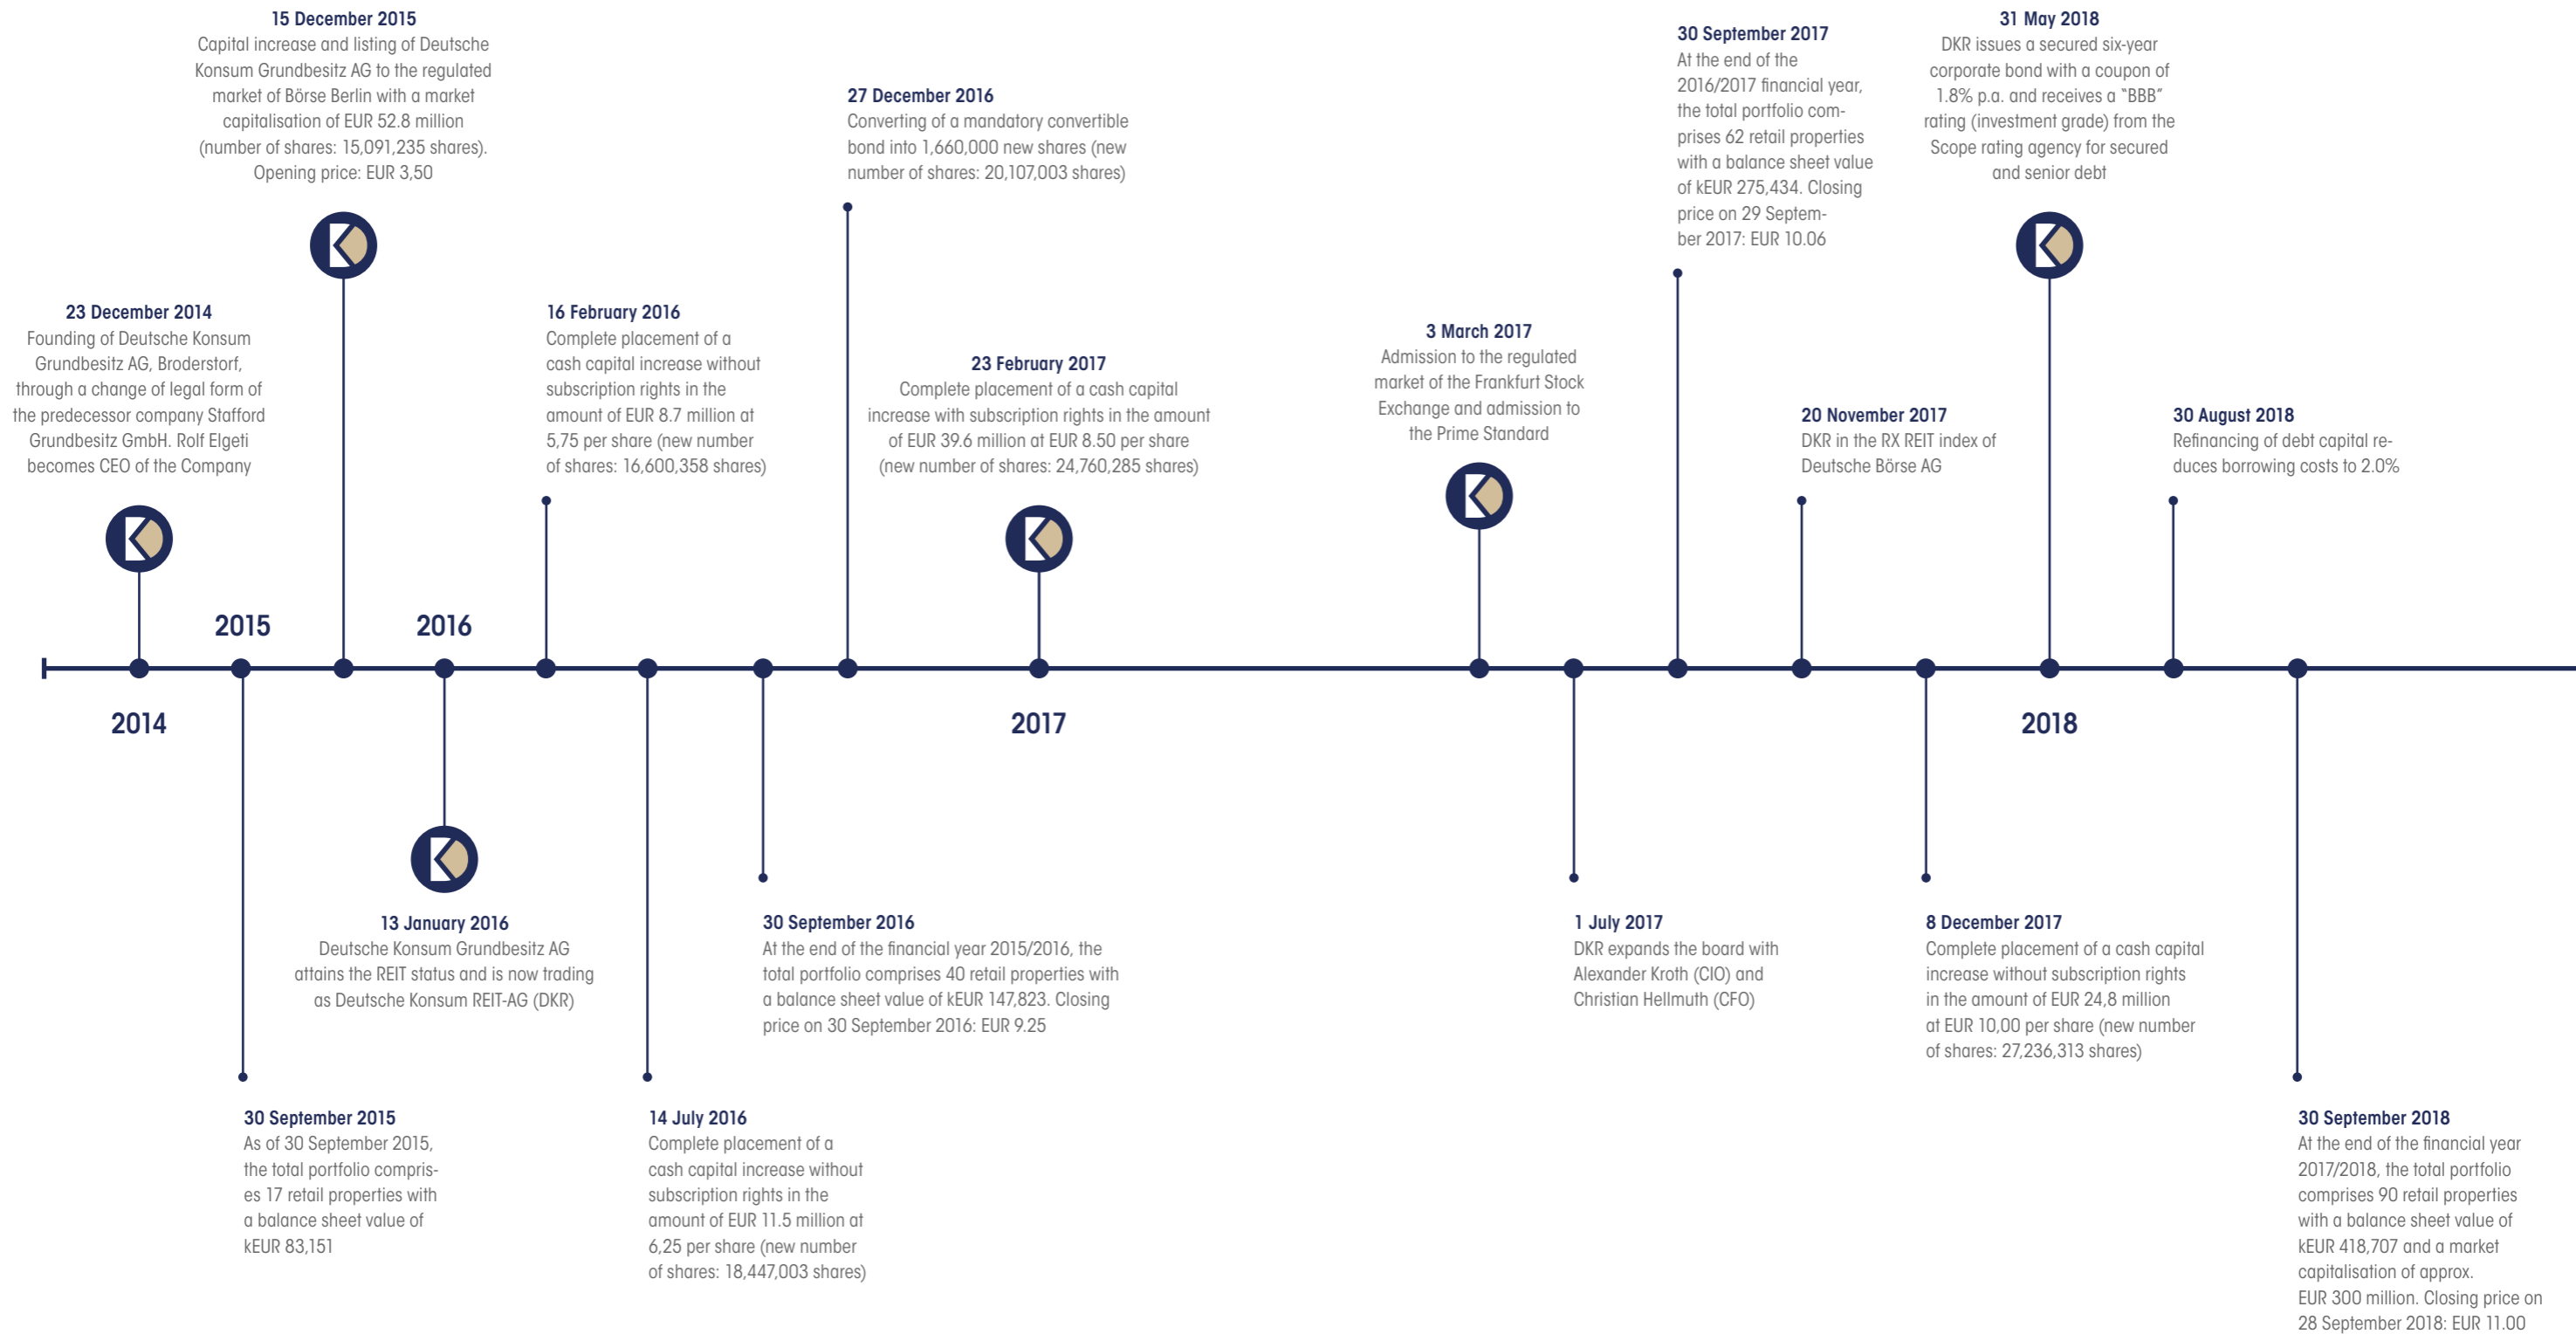 15 December 2015
Capital increase and listing of Deutsche
Konsum Grundbesitz AG to the regulated
market of Börse Berlin with a market
capitalisation of EUR 52.8 million
(number of shares: 15,091,235 shares).
Opening price: EUR 3,50
27 December 2016
Converting of a mandatory convertible
bond into 1,660,000 new shares (new
number of shares: 20,107,003 shares)
30 September 2017
At the end of the
2016/2017 financial year,
the total portfolio com-
prises 62 retail properties
with a balance sheet value
of kEUR 275,434. Closing
price on 29 Septem-
ber 2017: EUR 10.06
31 May 2018
DKR issues a secured six-year
corporate bond with a coupon of
1.8% p.a. and receives a "BBB"
rating (investment grade) from the
Scope rating agency for secured
and senior debt
23 December 2014
Founding of Deutsche Konsum
Grundbesitz AG, Broderstorf,
through a change of legal form of
the predecessor company Stafford
Grundbesitz GmbH. Rolf Elgeti
becomes CEO of the Company
16 February 2016
Complete placement of a
cash capital increase without
subscription rights in the
amount of EUR 8.7 million at
5,75 per share (new number
of shares: 16,600,358 shares)
23 February 2017
Complete placement of a cash capital
increase with subscription rights in the amount
of EUR 39.6 million at EUR 8.50 per share
(new number of shares: 24,760,285 shares)
3 March 2017
Admission to the regulated
market of the Frankfurt Stock
Exchange and admission to
the Prime Standard
20 November 2017
DKR in the RX REIT index of
Deutsche Börse AG
30 August 2018
Refinancing of debt capital re-
duces borrowing costs to 2.0%
2015
2016
2014
2017
2018
13 January 2016
Deutsche Konsum Grundbesitz AG
attains the REIT status and is now trading
as Deutsche Konsum REIT-AG (DKR)
30 September 2016
At the end of the financial year 2015/2016, the
total portfolio comprises 40 retail properties with
a balance sheet value of kEUR 147,823. Closing
price on 30 September 2016: EUR 9.25
1 July 2017
DKR expands the board with
Alexander Kroth (CIO) and
Christian Hellmuth (CFO)
8 December 2017
Complete placement of a cash capital
increase without subscription rights
in the amount of EUR 24,8 million
at EUR 10,00 per share (new number
of shares: 27,236,313 shares)
30 September 2015
As of 30 September 2015,
the total portfolio compris-
es 17 retail properties with
a balance sheet value of
kEUR 83,151
14 July 2016
Complete placement of a
cash capital increase without
subscription rights in the
amount of EUR 11.5 million at
6,25 per share (new number
of shares: 18,447,003 shares)
30 September 2018
At the end of the financial year
2017/2018, the total portfolio
comprises 90 retail properties
with a balance sheet value of
kEUR 418,707 and a market
capitalisation of approx.
EUR 300 million. Closing price on
28 September 2018: EUR 11.00